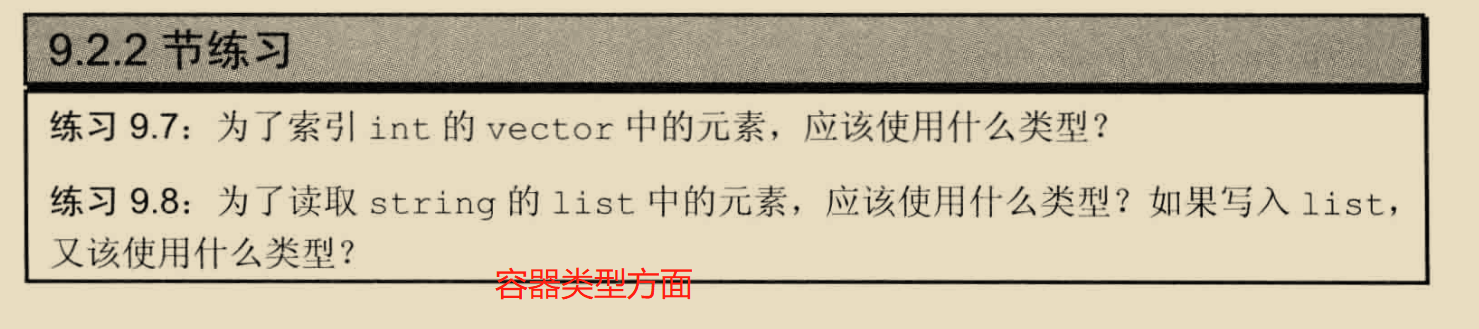 9.2.2 节练习
练习 9.7：为了索引 int 的 vector 中的元素，应该使用什么类型？
练习 9.8：为了读取 string 的 list 中的元素，应该使用什么类型？如果写入 list，
又该使用什么类型？
容器类型方面